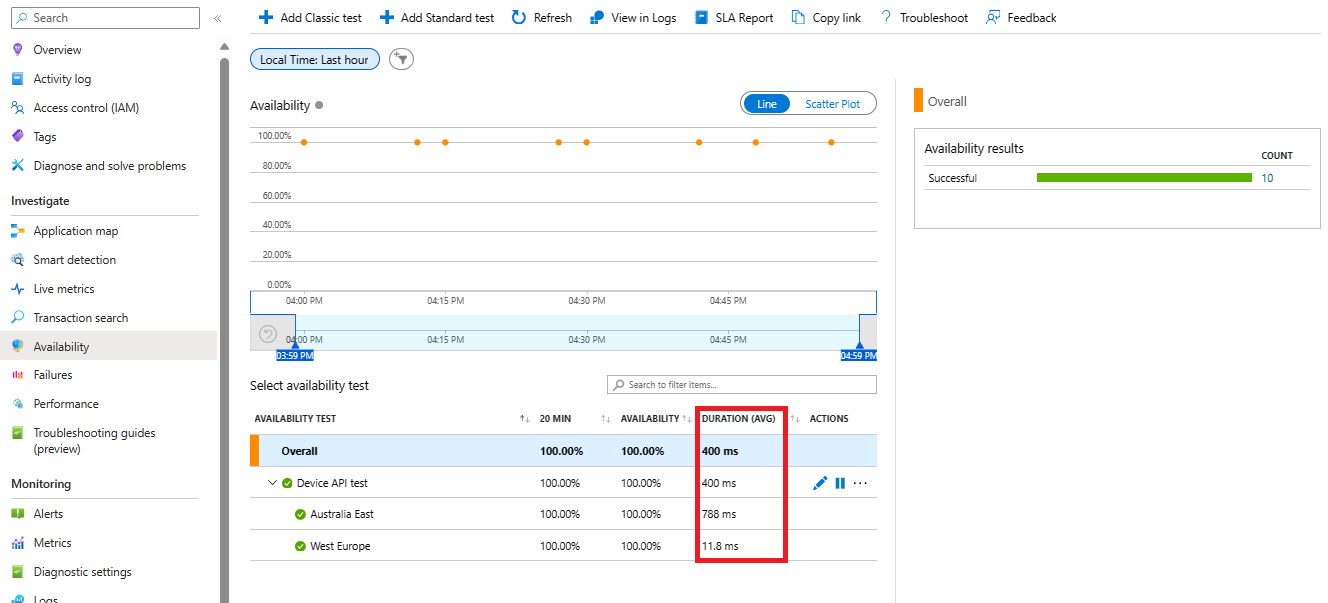 Search «
Add Classic test Add Standard test Refresh View in Logs SLA Report Copy link Troubleshoot Feedback
Overview
Activity log
Access control (IAM)
Tags
Diagnose and solve problems
Investigate
Application map
Smart detection
Live metrics
Transaction search
Availability
Failures
Performance
Troubleshooting guides
(preview)
Monitoring
Alerts
Metrics
Diagnostic settings
Logs
Local Time: Last hour
Availability
Line Scatter Plot
100.00%
80.00%
60.00%
40.00%
20.00%
0.00%
04:00 PM 04:15 PM 04:30 PM 04:45 PM
04:00 PM 04:15 PM 04:30 PM 04:45 PM
03:59 PM 04:59 PM
Select availability test Search to filter items...
AVAILABILITY TEST 20 MIN AVAILABILITY DURATION (AVG) ACTIONS
Overall 100.00% 100.00% 400 ms
Device API test 100.00% 100.00% 400 ms ...
Australia East 100.00% 100.00% 788 ms
West Europe 100.00% 100.00% 11.8 ms
Overall
Availability results
COUNT
Successful 10